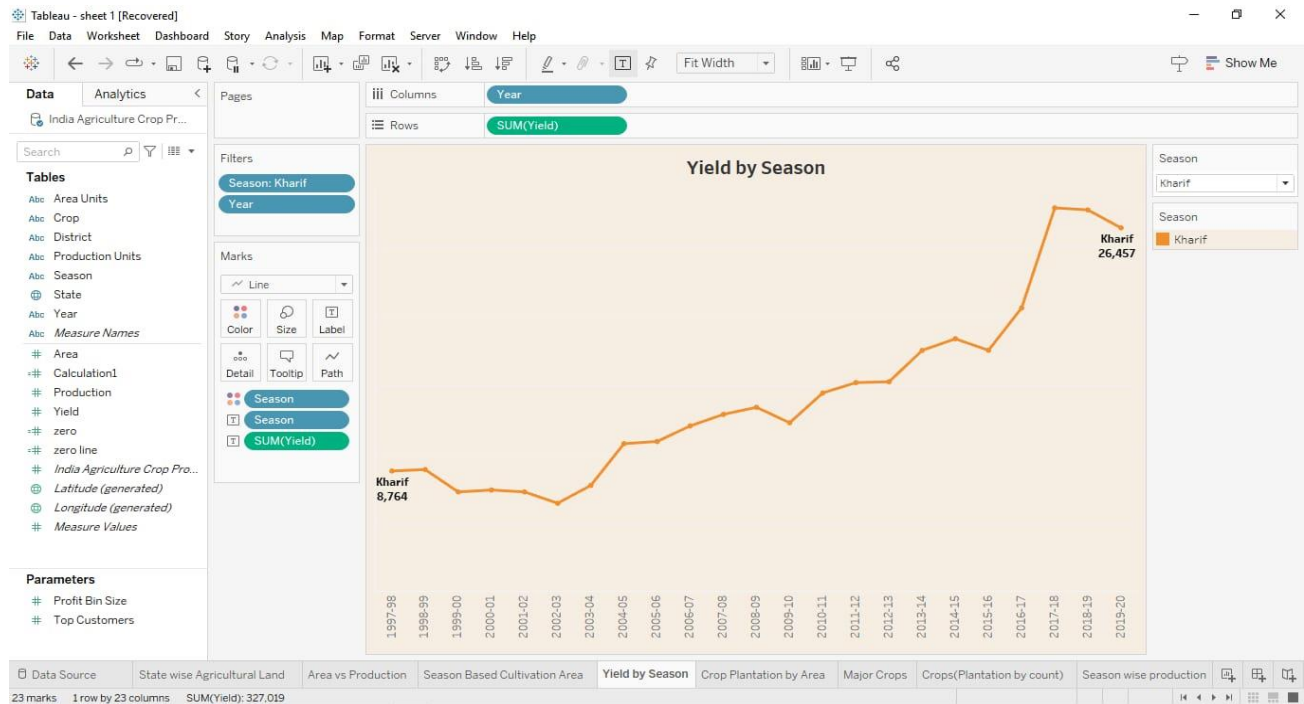 Tableau - sheet 1 [Recovered]
File Data Worksheet Dashboard Story Analysis Map Format Server Window Help
Fit Width
Show Me
Data Analytics
India Agriculture Crop Pr...
Search
Tables
Abc Area Units
Abc Crop
Abc District
Abc Production Units
Abc Season
State
Abc Year
Abc Measure Names
# Area
=# Calculation1
# Production
# Yield
=# zero
=# zero line
# India Agriculture Crop Pro...
Latitude (generated)
Longitude (generated)
# Measure Values
Parameters
# Profit Bin Size
# Top Customers
Pages
Filters
Season: Kharif
Year
Marks
Line
Color Size Label
Detail Tooltip Path
Season
Season
SUM(Yield)
Columns Year
Rows SUM(Yield)
Yield by Season
Kharif
8,764
Kharif
26,457
1997-98
1998-99
1999-00
2000-01
2001-02
2002-03
2003-04
2004-05
2005-06
2006-07
2007-08
2008-09
2009-10
2010-11
2011-12
2012-13
2013-14
2014-15
2015-16
2016-17
2017-18
2018-19
2019-20
Season
Kharif
Season
Kharif
Data Source State wise Agricultural Land Area vs Production Season Based Cultivation Area Yield by Season Crop Plantation by Area Major Crops Crops(Plantation by count) Season wise production
23 marks 1 row by 23 columns SUM(Yield): 327,019